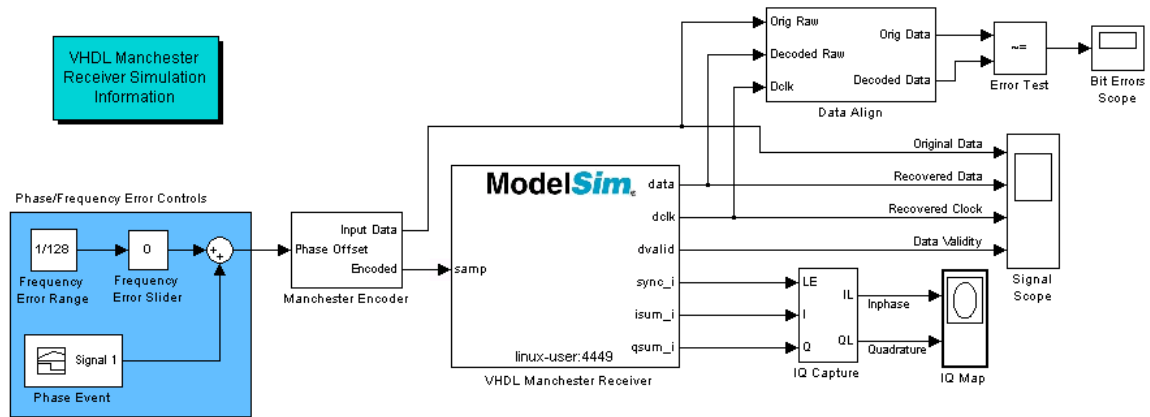 VHDL Manchester
Receiver Simulation
Information
Orig Raw
Decoded Raw
Dclk
Orig Data
Decoded Data
Data Align
~=
Error Test
Bit Errors
Scope
Phase/Frequency Error Controls
1/128
Frequency
Error Range
0
Frequency
Error Slider
+
+
Signal 1
Phase Event
Input Data
Phase Offset
Encoded
Manchester Encoder
ModelSim
samp
data
dclk
dvalid
sync_i
isum_i
qsum_i
linux-user:4449
VHDL Manchester Receiver
Original Data
Recovered Data
Recovered Clock
Data Validity
Signal
Scope
LE
I
Q
IL
QL
IQ Capture
Inphase
Quadrature
IQ Map